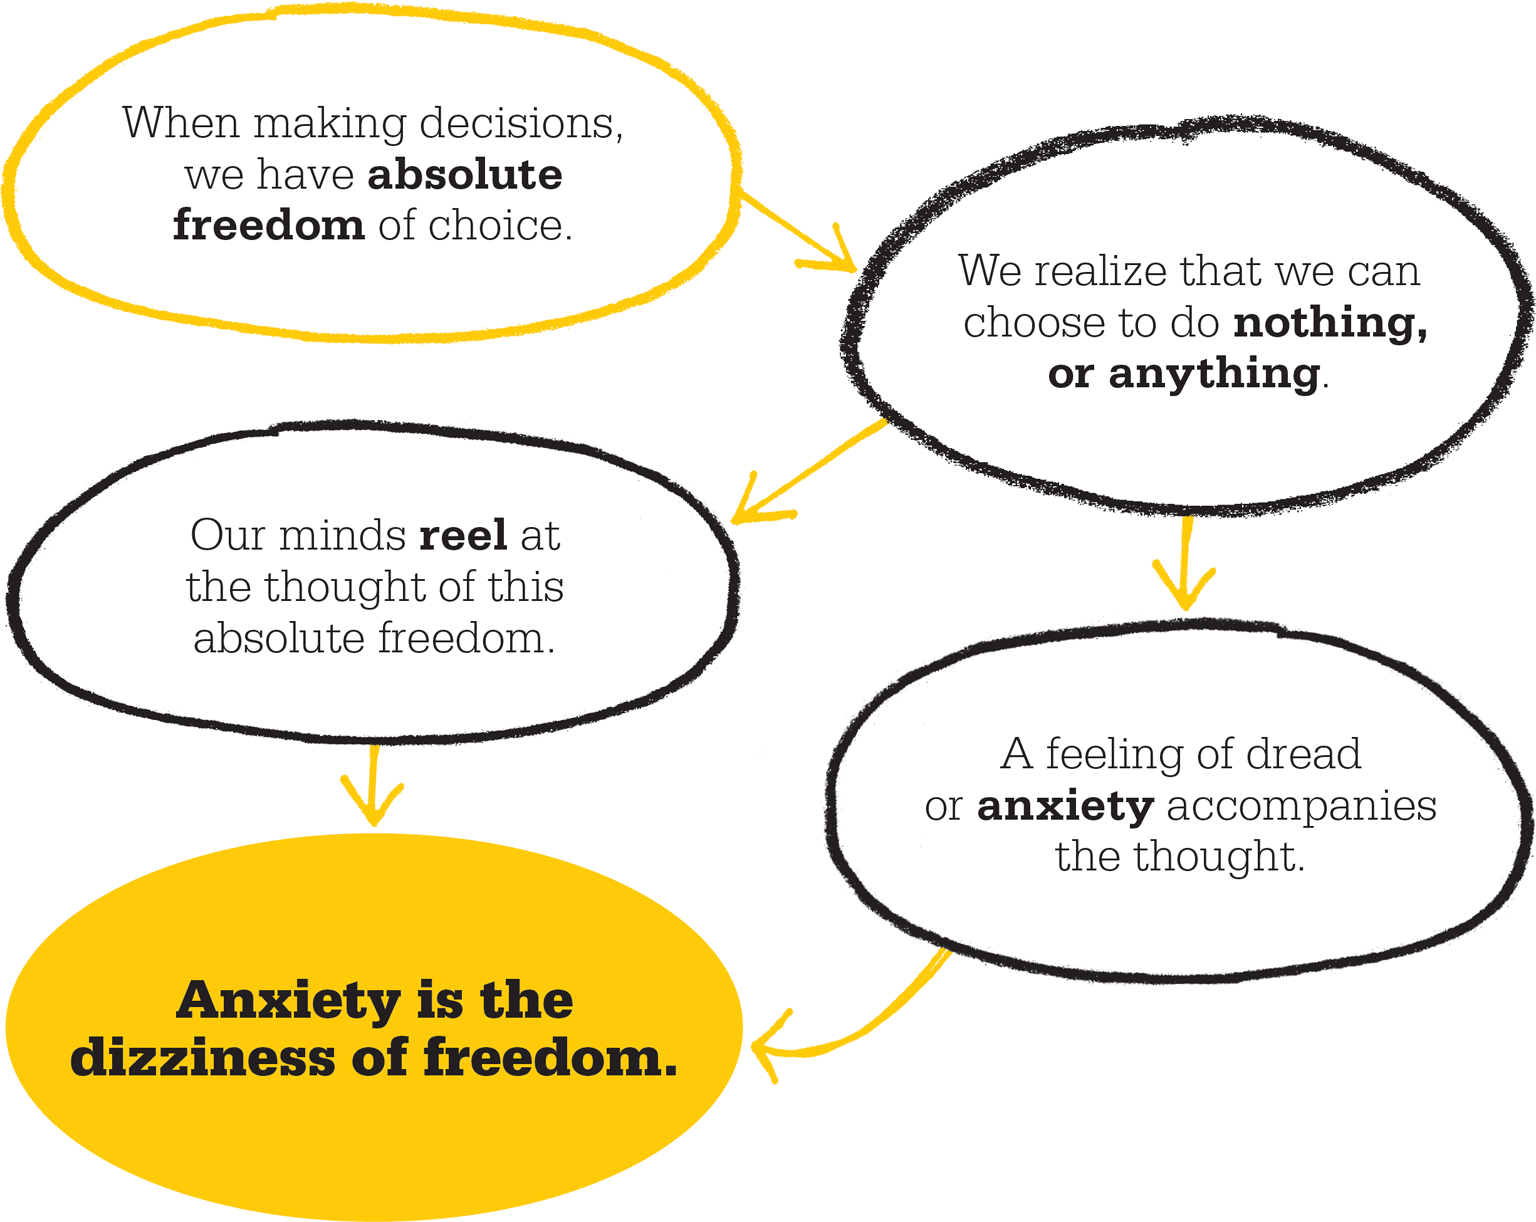 When making decisions,
we have absolute
freedom of choice.
We realize that we can
choose to do nothing,
or anything.
Our minds reel at
the thought of this
absolute freedom.
A feeling of dread
or anxiety accompanies
the thought.
Anxiety is the
dizziness of freedom.